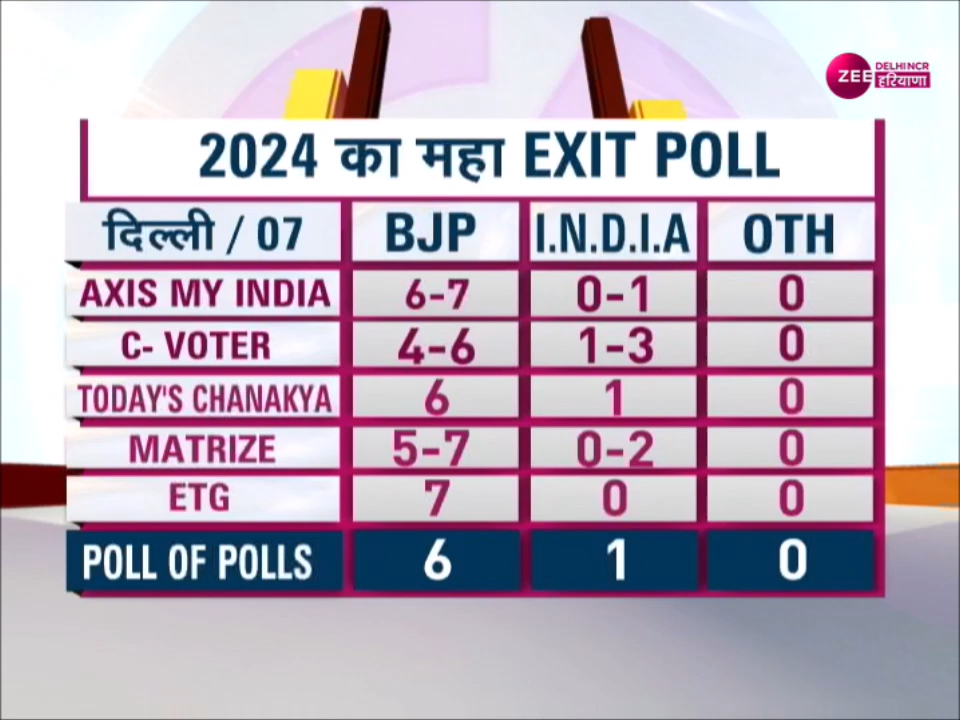 ZEE DELHI NCR
हरियाणा
2024 का महा EXIT POLL
दिल्ली / 07 BJP I.N.D.I.A OTH
AXIS MY INDIA 6-7 0-1 0
C- VOTER 4-6 1-3 0
TODAY'S CHANAKYA 6 1 0
MATRIZE 5-7 0-2 0
ETG 7 0 0
POLL OF POLLS 6 1 0